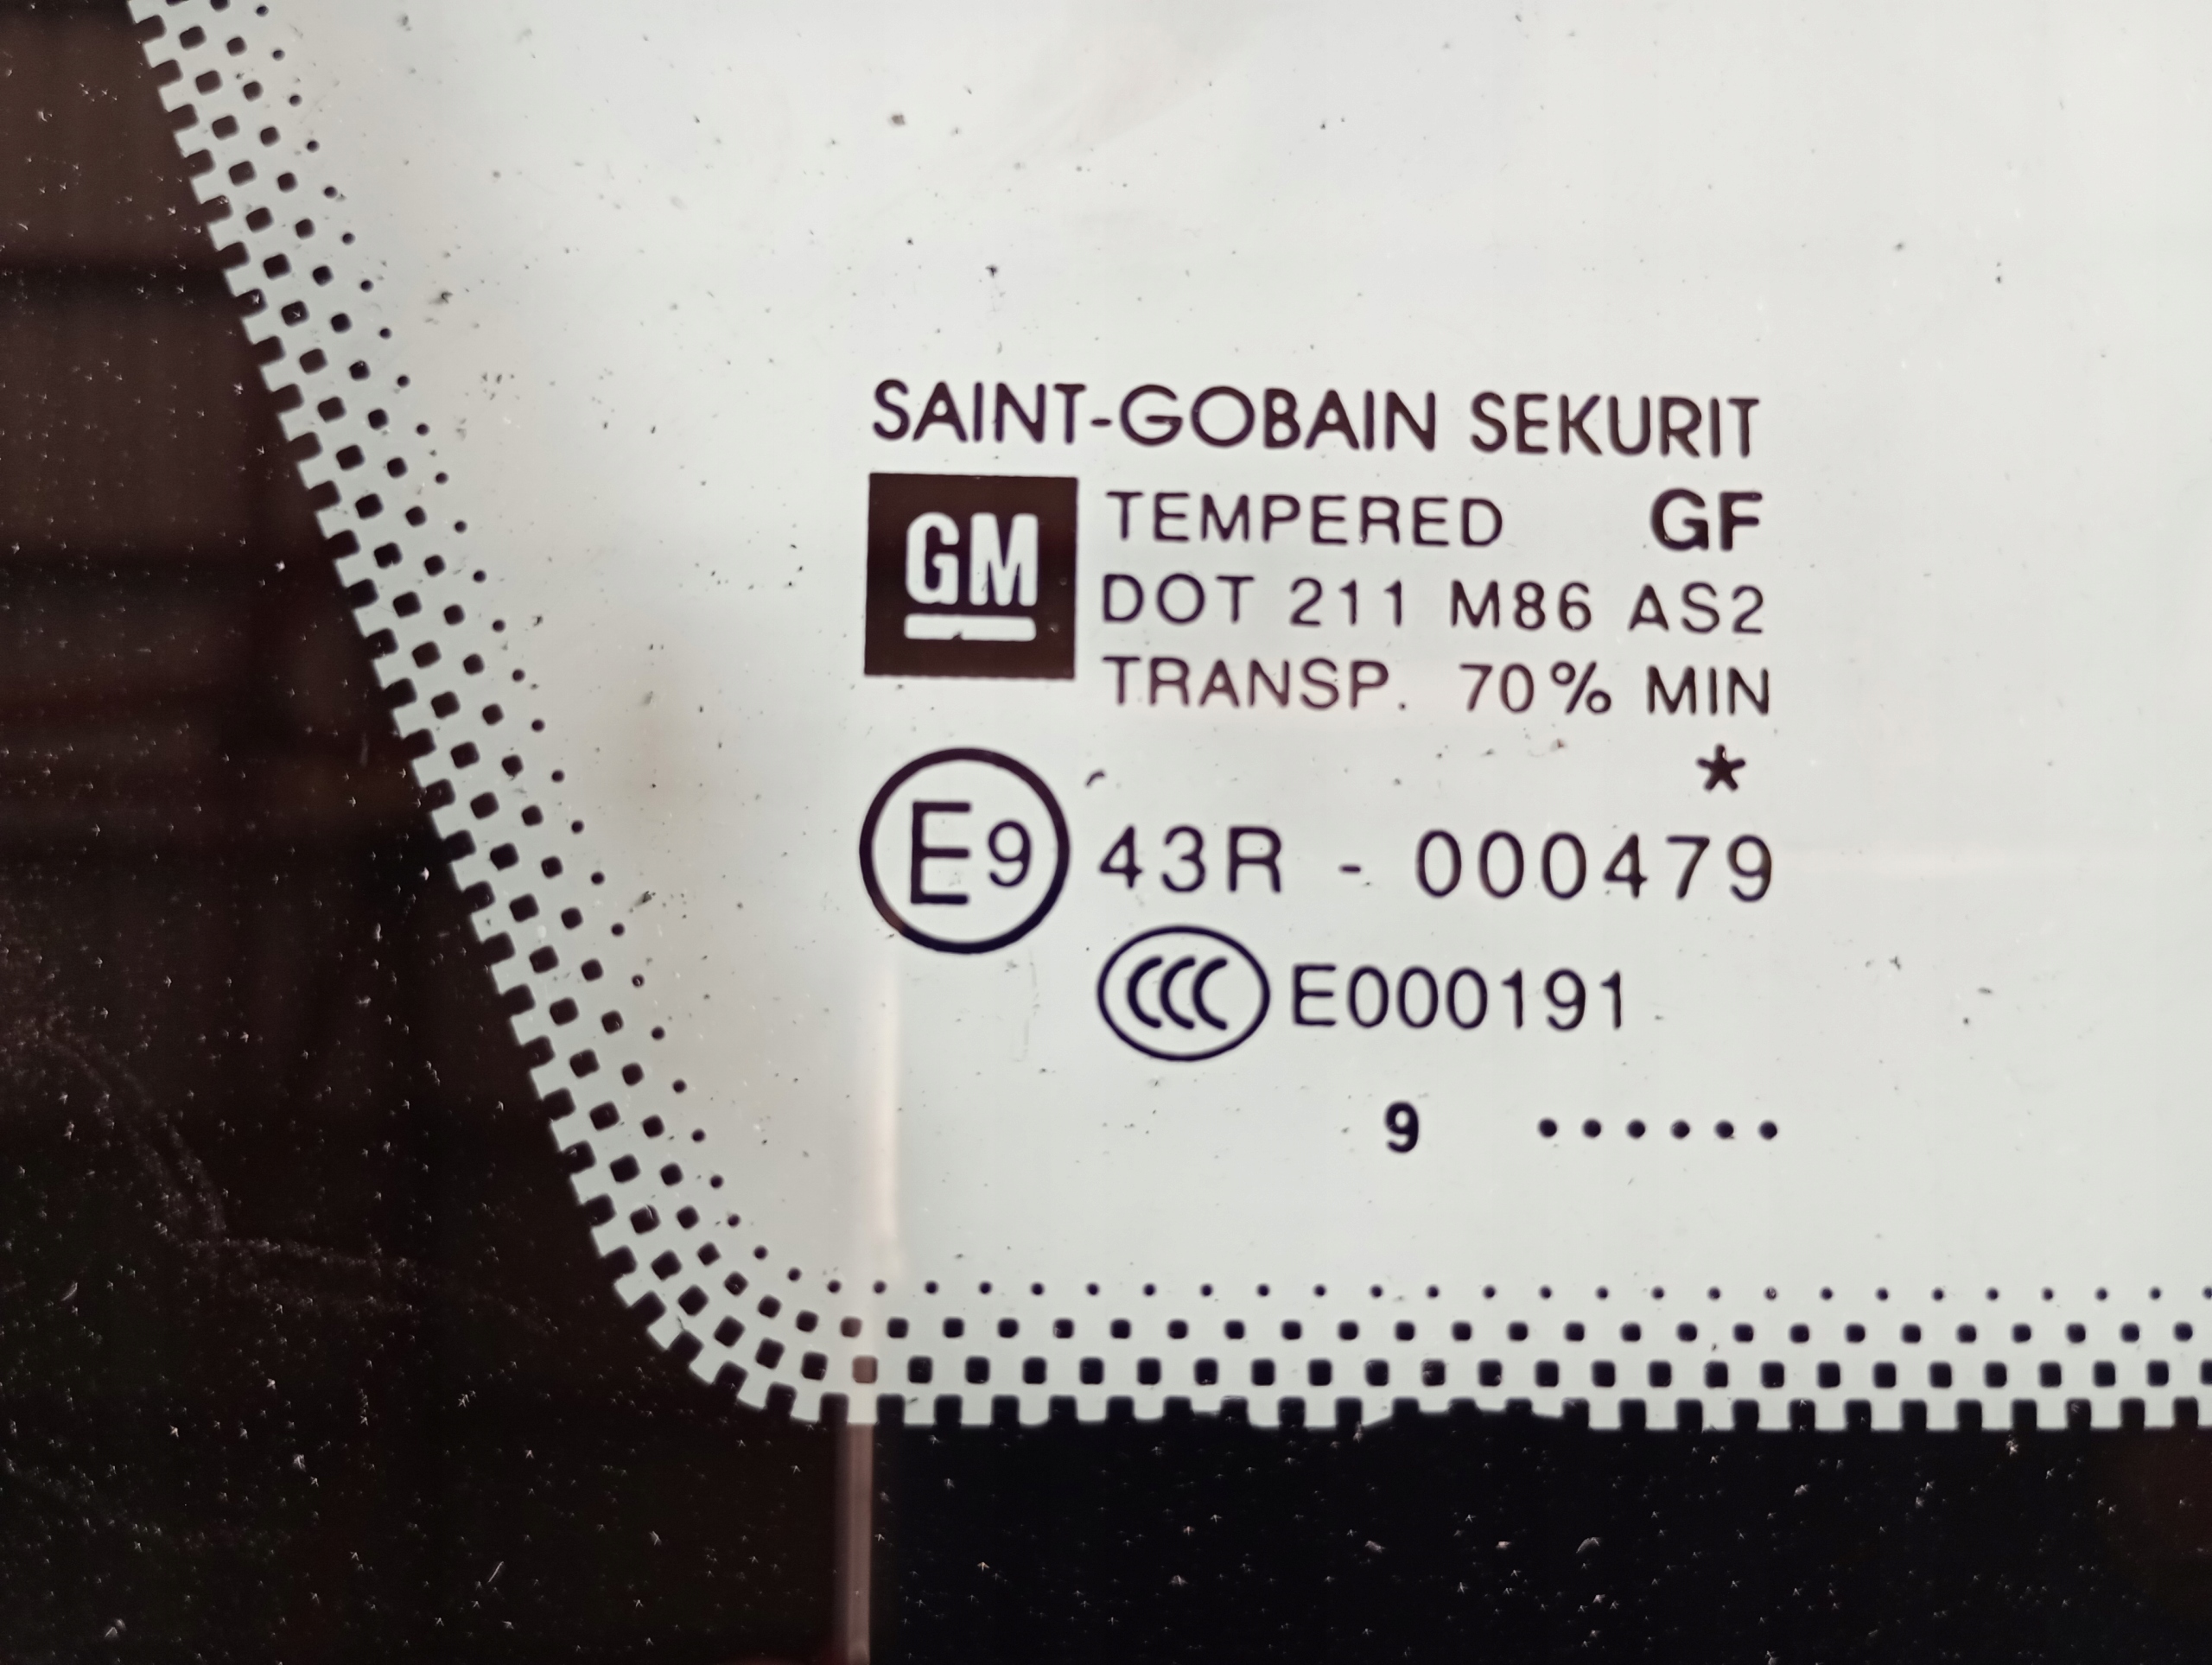 SAINT-GOBAIN SEKURIT
GM
TEMPERED GF
DOT 211 M86 AS2
TRANSP. 70% MIN
*
E9 43R - 000479
CCC E000191
9 ••••••